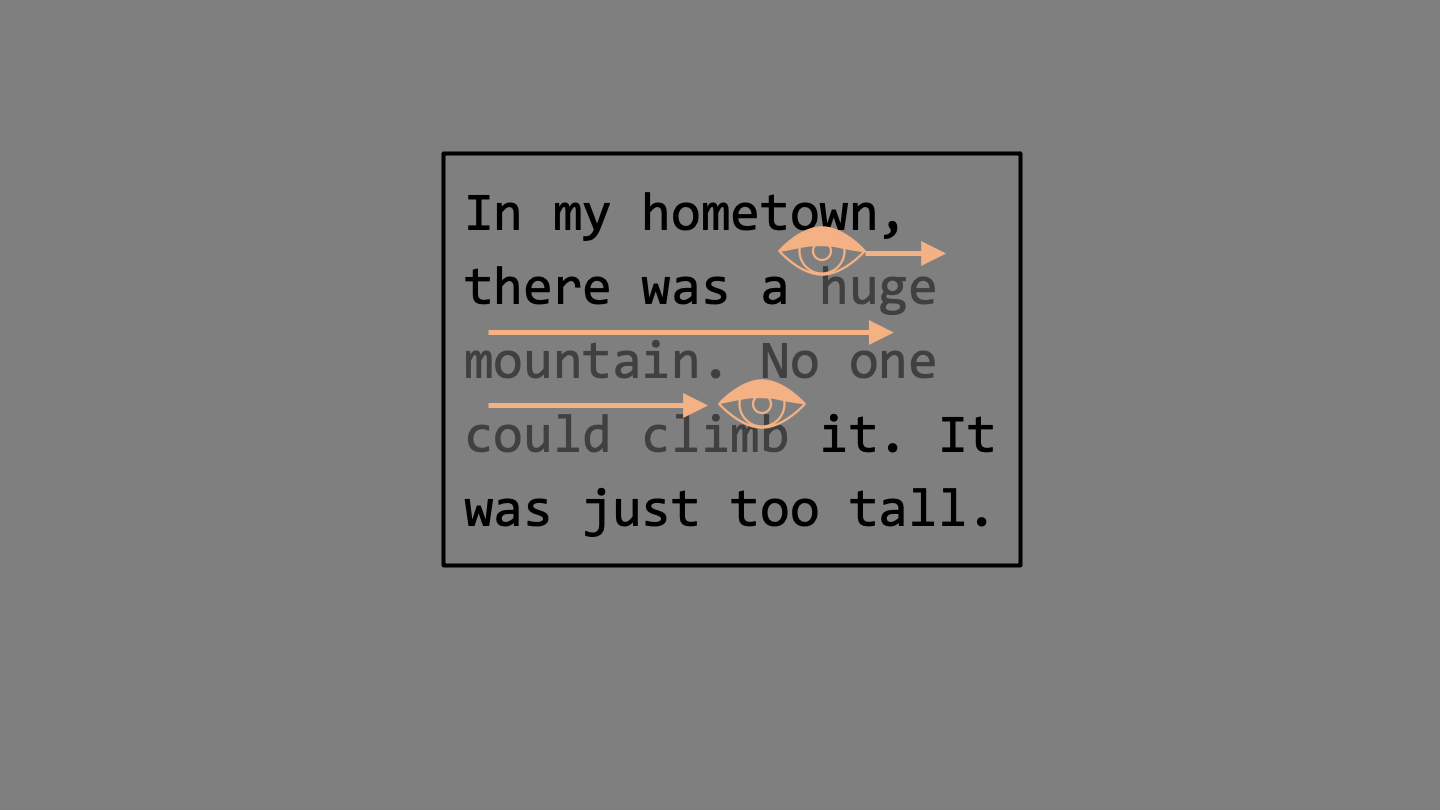 In my hometown,
there was a huge
mountain. No one
could climb it. It
was just too tall.